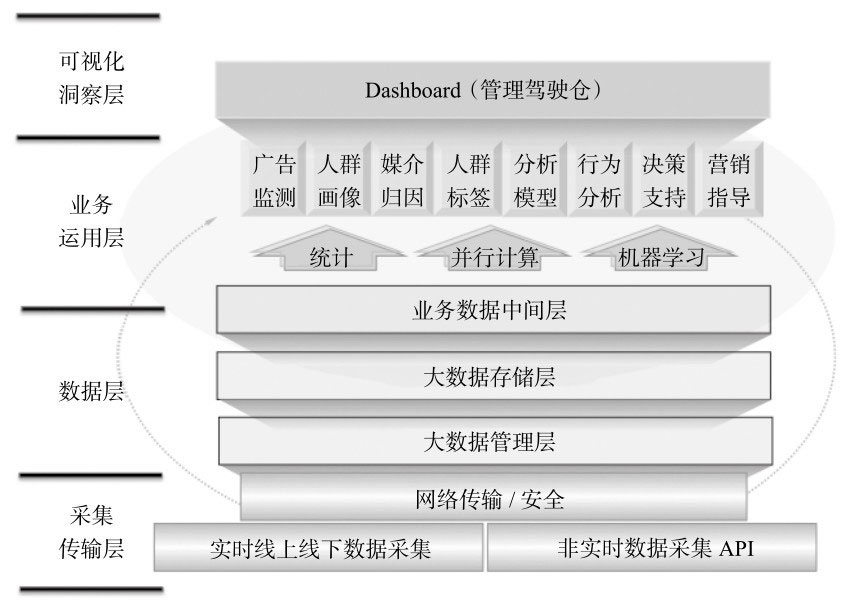 可视化
洞察层
Dashboard（管理驾驶仓）
业务
运用层
广告
监测
人群
画像
媒介
归因
人群
标签
分析
模型
行为
分析
决策
支持
营销
指导
统计
并行计算
机器学习
数据层
业务数据中间层
大数据存储层
大数据管理层
采集
传输层
网络传输 / 安全
实时线上线下数据采集
非实时数据采集 API